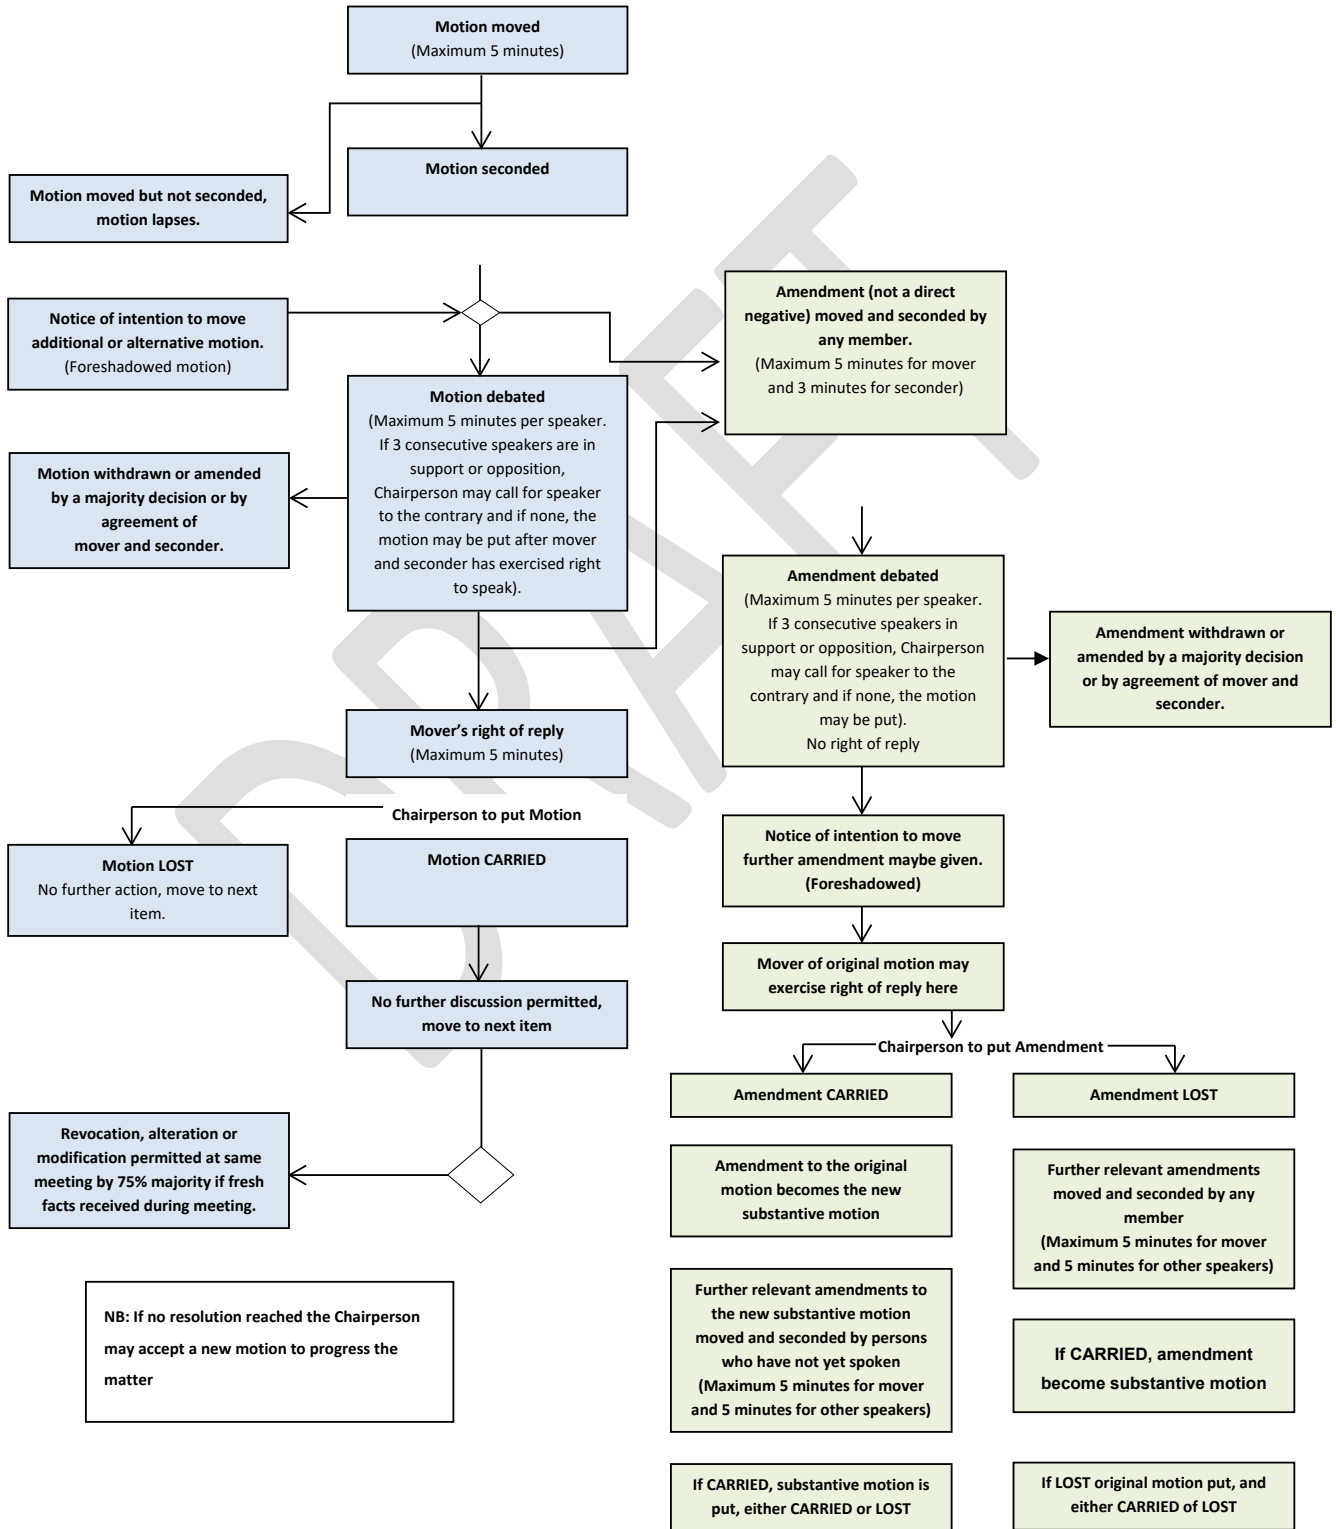 Motion moved
(Maximum 5 minutes)
Motion seconded
Motion moved but not seconded,
motion lapses.
Notice of intention to move
additional or alternative motion.
(Foreshadowed motion)
Motion debated
(Maximum 5 minutes per speaker.
If 3 consecutive speakers are in
support or opposition,
Chairperson may call for speaker
to the contrary and if none, the
motion may be put after mover
and seconder has exercised right
to speak).
Motion withdrawn or amended
by a majority decision or by
agreement of
mover and seconder.
Mover’s right of reply
(Maximum 5 minutes)
Chairperson to put Motion
Motion LOST
No further action, move to next
item.
Motion CARRIED
No further discussion permitted,
move to next item
Revocation, alteration or
modification permitted at same
meeting by 75% majority if fresh
facts received during meeting.
NB: If no resolution reached the Chairperson
may accept a new motion to progress the
matter
Amendment (not a direct
negative) moved and seconded by
any member.
(Maximum 5 minutes for mover
and 3 minutes for seconder)
Amendment debated
(Maximum 5 minutes per speaker.
If 3 consecutive speakers in
support or opposition, Chairperson
may call for speaker to the
contrary and if none, the motion
may be put).
No right of reply
Amendment withdrawn or
amended by a majority decision
or by agreement of mover and
seconder.
Notice of intention to move
further amendment maybe given.
(Foreshadowed)
Mover of original motion may
exercise right of reply here
Chairperson to put Amendment
Amendment CARRIED
Amendment to the original
motion becomes the new
substantive motion
Further relevant amendments to
the new substantive motion
moved and seconded by persons
who have not yet spoken
(Maximum 5 minutes for mover
and 5 minutes for other speakers)
If CARRIED, substantive motion is
put, either CARRIED or LOST
Amendment LOST
Further relevant amendments
moved and seconded by any
member
(Maximum 5 minutes for mover
and 5 minutes for other speakers)
If CARRIED, amendment
become substantive motion
If LOST original motion put, and
either CARRIED of LOST
DRAFT